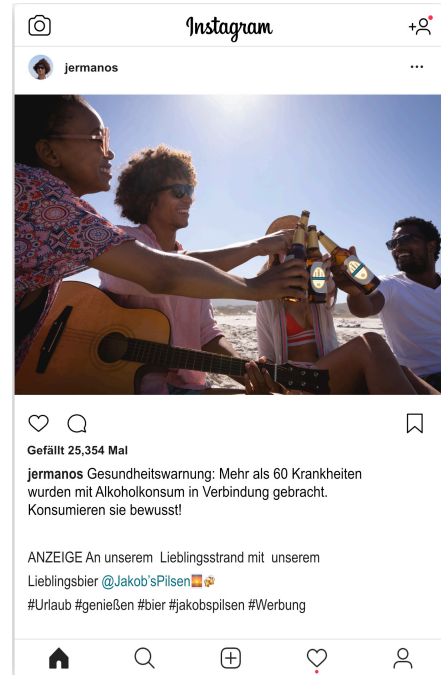 Instagram
jermanos
Gefällt 25,354 Mal
jermanos Gesundheitswarnung: Mehr als 60 Krankheiten
wurden mit Alkoholkonsum in Verbindung gebracht.
Konsumieren sie bewusst!
ANZEIGE An unserem Lieblingsstrand mit unserem
Lieblingsbier @Jakob'sPilsen🌅🍻
#Urlaub #genießen #bier #jakobspilsen #Werbung